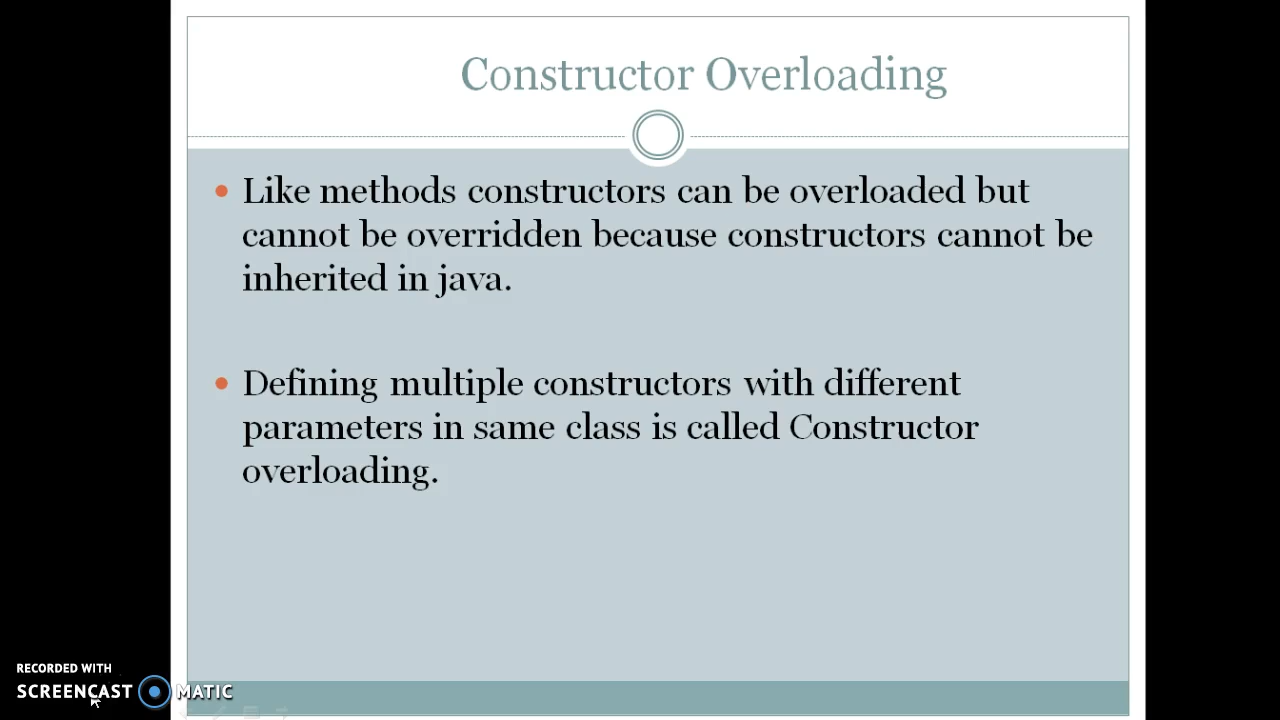 Constructor Overloading
Like methods constructors can be overloaded but
cannot be overridden because constructors cannot be
inherited in java.
Defining multiple constructors with different
parameters in same class is called Constructor
overloading.
RECORDED WITH
SCREENCAST MATIC